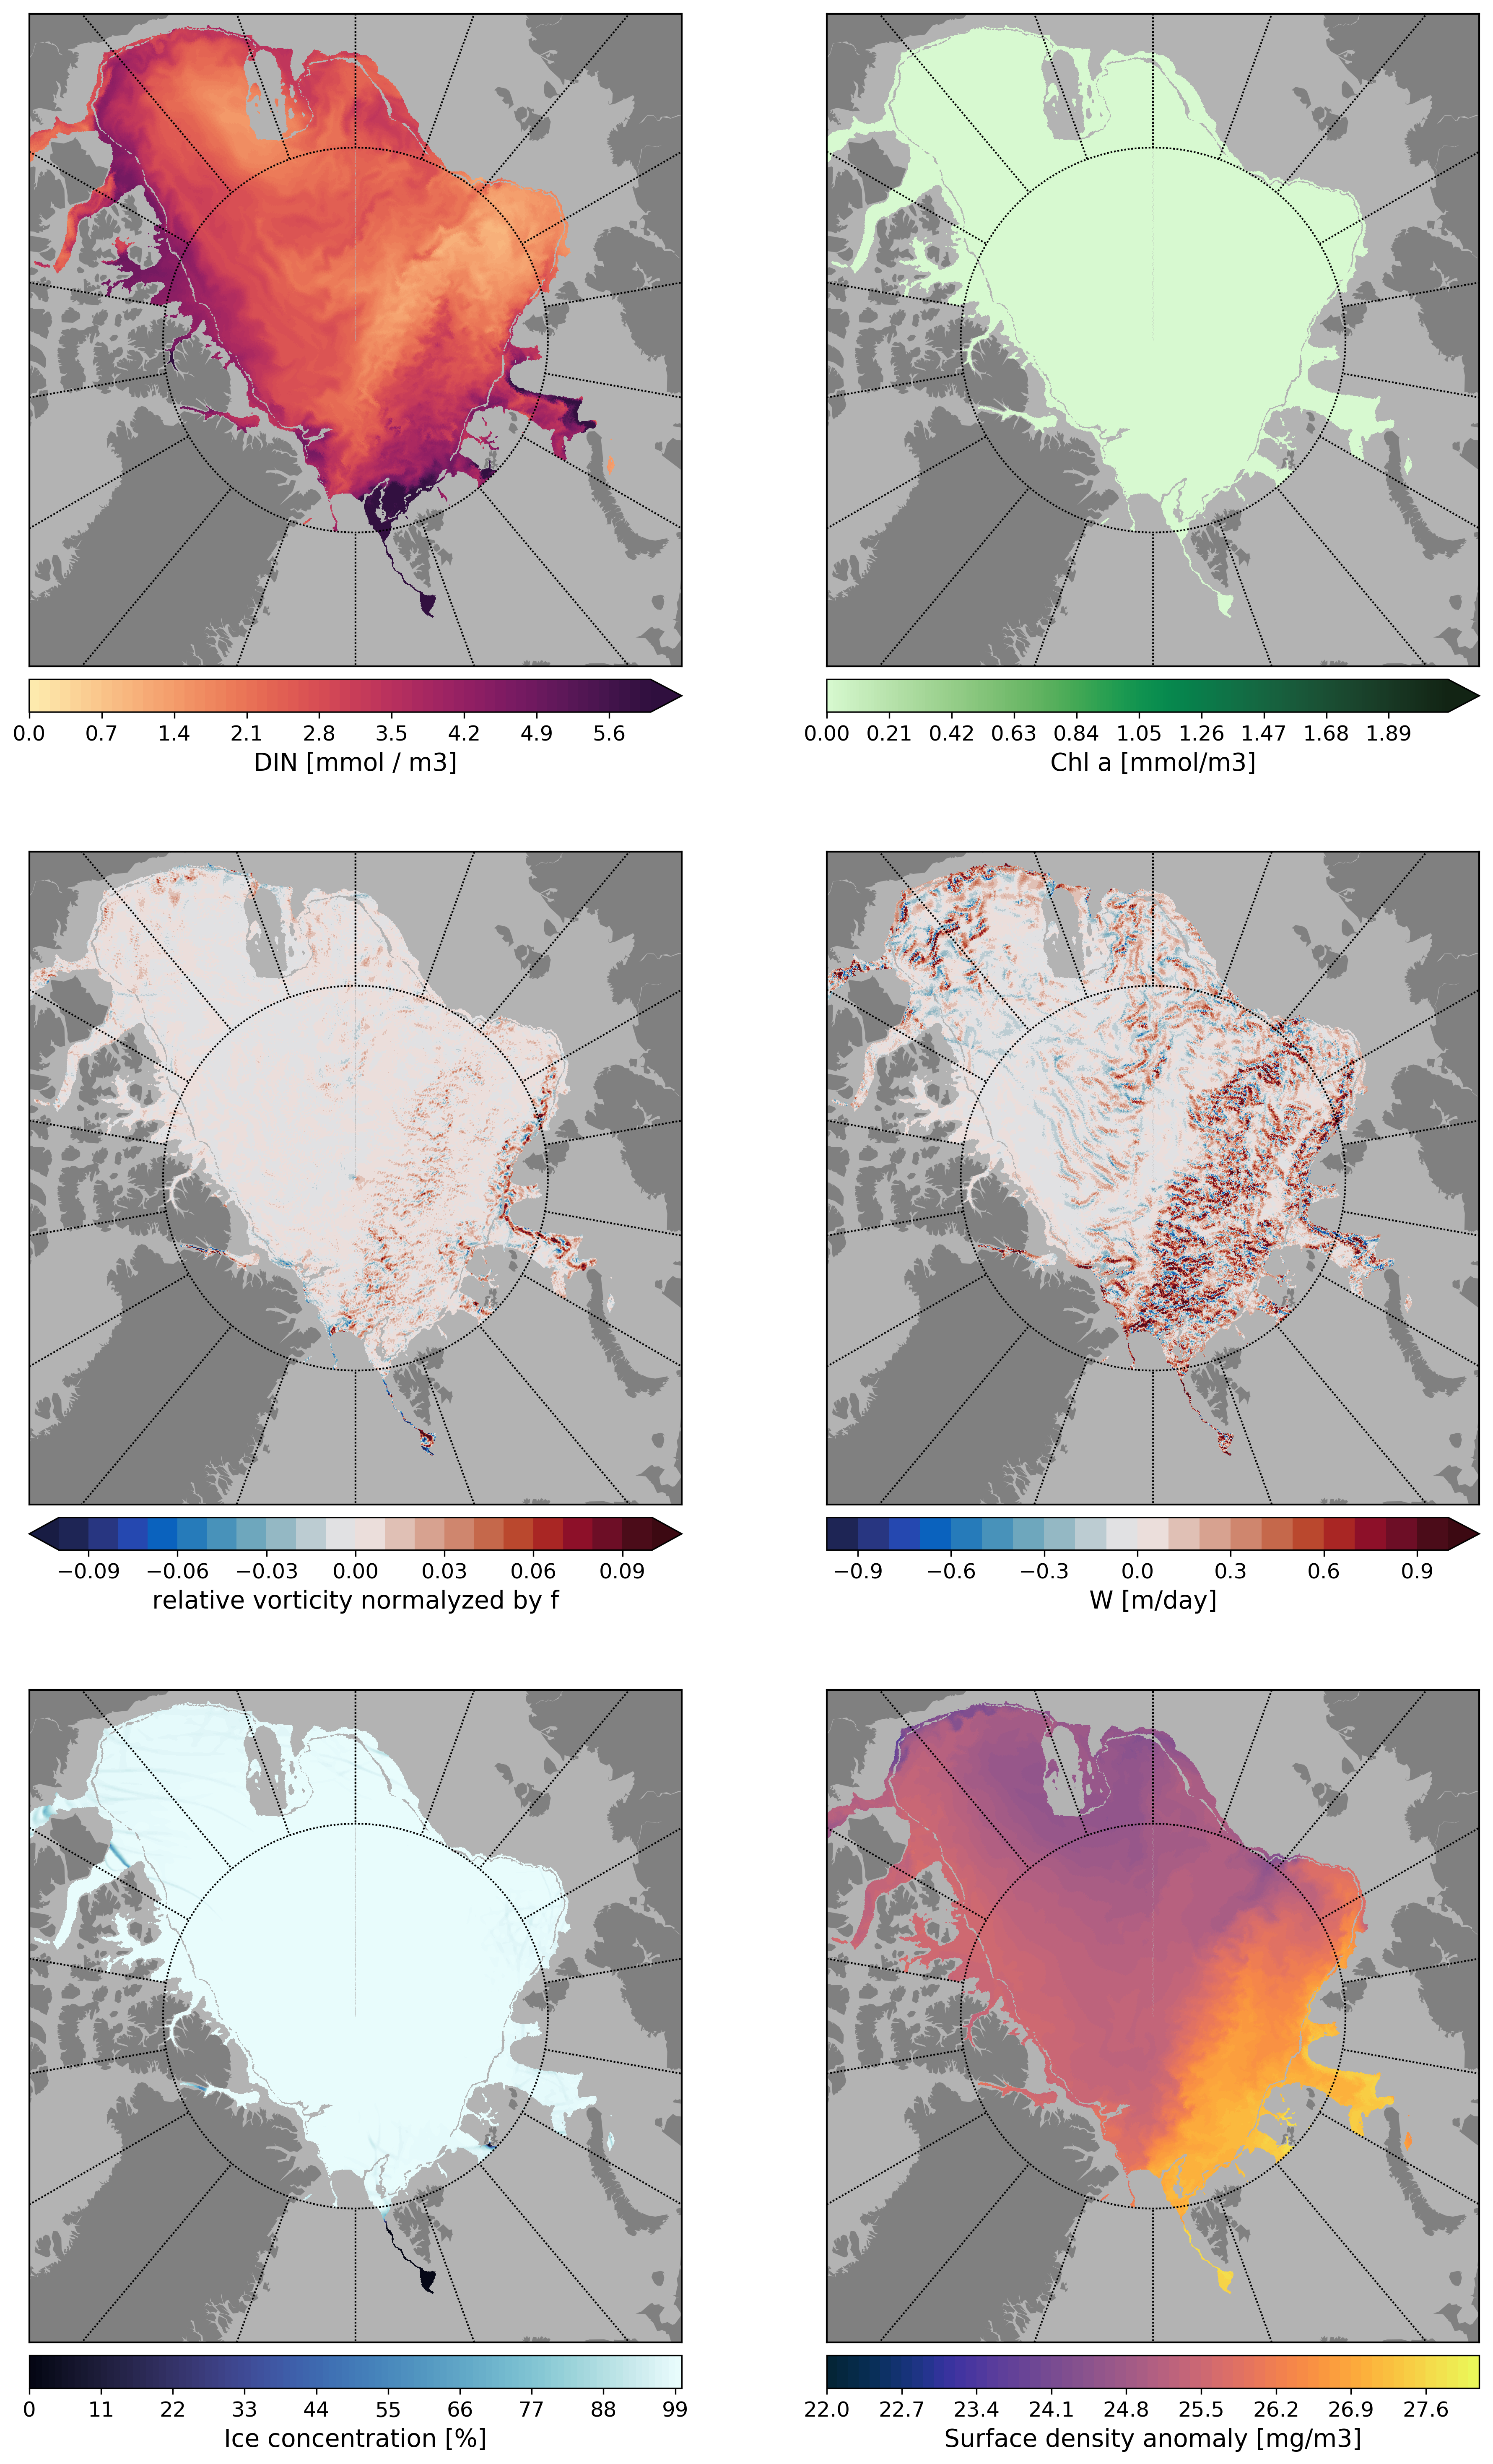 0.0 0.7 1.4 2.1 2.8 3.5 4.2 4.9 5.6
DIN [mmol / m3]
0.00 0.21 0.42 0.63 0.84 1.05 1.26 1.47 1.68 1.89
Chl a [mmol/m3]
−0.09 −0.06 −0.03 0.00 0.03 0.06 0.09
relative vorticity normalyzed by f
−0.9 −0.6 −0.3 0.0 0.3 0.6 0.9
W [m/day]
0 11 22 33 44 55 66 77 88 99
Ice concentration [%]
22.0 22.7 23.4 24.1 24.8 25.5 26.2 26.9 27.6
Surface density anomaly [mg/m3]